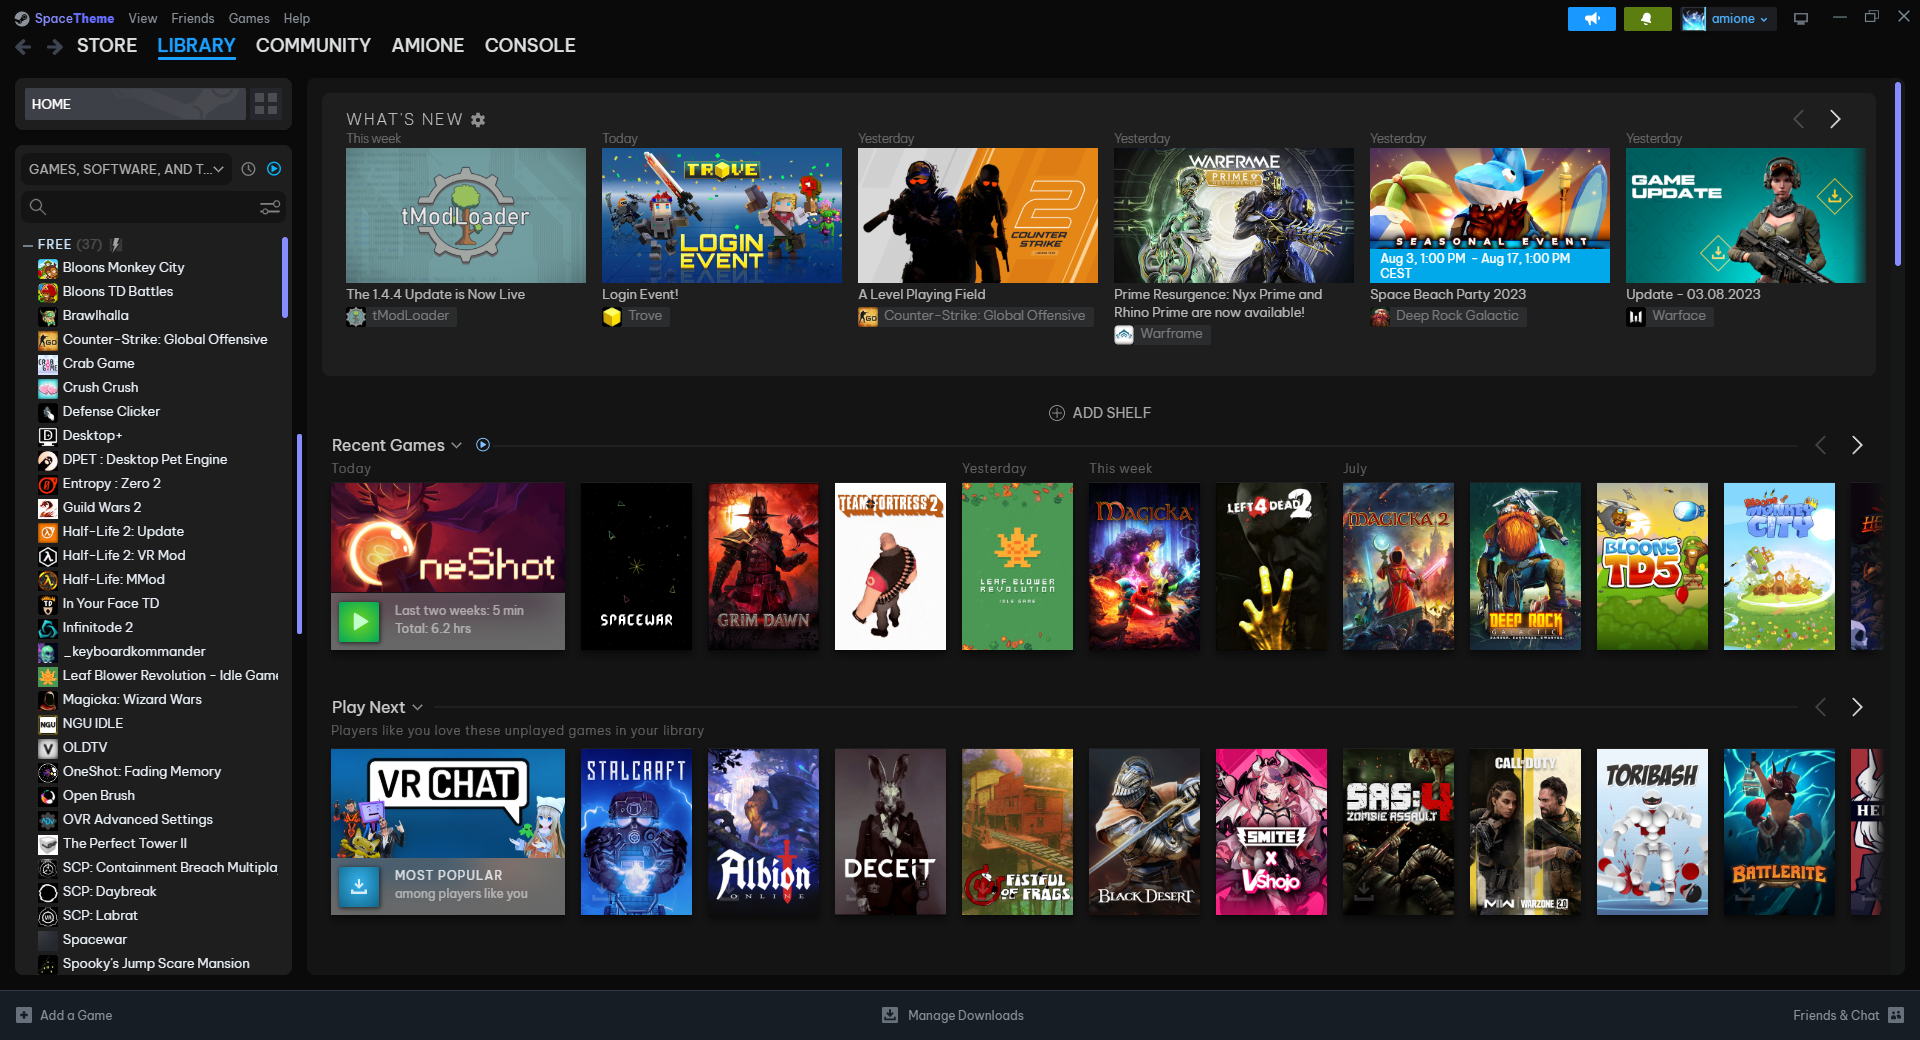 SpaceTheme View Friends Games Help
amione
STORE LIBRARY COMMUNITY AMIONE CONSOLE
HOME
GAMES, SOFTWARE, AND T...
FREE (37)
Bloons Monkey City
Bloons TD Battles
Brawlhalla
Counter-Strike: Global Offensive
Crab Game
Crush Crush
Defense Clicker
Desktop+
DPET : Desktop Pet Engine
Entropy : Zero 2
Guild Wars 2
Half-Life 2: Update
Half-Life 2: VR Mod
Half-Life: MMod
In Your Face TD
Infinitode 2
_keyboardkommander
Leaf Blower Revolution - Idle Game
Magicka: Wizard Wars
NGU IDLE
OLDTV
OneShot: Fading Memory
Open Brush
OVR Advanced Settings
The Perfect Tower II
SCP: Containment Breach Multipla
SCP: Daybreak
SCP: Labrat
Spacewar
Spooky's Jump Scare Mansion
WHAT'S NEW
This week
tModLoader
The 1.4.4 Update is Now Live
tModLoader
Today
TROVE
LOGIN
EVENT
Login Event!
Trove
Yesterday
2
COUNTER
STRIKE
A Level Playing Field
Counter-Strike: Global Offensive
Yesterday
WARFRAME
PRIME
RESURGENCE
Prime Resurgence: Nyx Prime and
Rhino Prime are now available!
Warframe
Yesterday
SEASONAL EVENT
Aug 3, 1:00 PM - Aug 17, 1:00 PM
CEST
Space Beach Party 2023
Deep Rock Galactic
Yesterday
GAME
UPDATE
Update - 03.08.2023
Warface
ADD SHELF
Recent Games
Today
Yesterday
This week
July
OneShot
Last two weeks: 5 min
Total: 6.2 hrs
SPACEWAR
GRIM DAWN
TEAM FORTRESS 2
LEAF BLOWER
REVOLUTION
IDLE GAME
MAGICKA
LEFT 4 DEAD 2
MAGICKA 2
DEEP ROCK
GALACTIC
BLOONS
TD5
Bloons
MONKEY
CITY
HE
Play Next
Players like you love these unplayed games in your library
VRCHAT
MOST POPULAR
among players like you
STALCRAFT
Albion
ONLINE
DECEIT
FISTFUL
OF FRAGS
BLACK DESERT
SMITE
X
VShojo
SAS:4
ZOMBIE ASSAULT
CALL OF DUTY
MW WARZONE 2.0
TORIBASH
BATTLERITE
HE
Add a Game
Manage Downloads
Friends & Chat